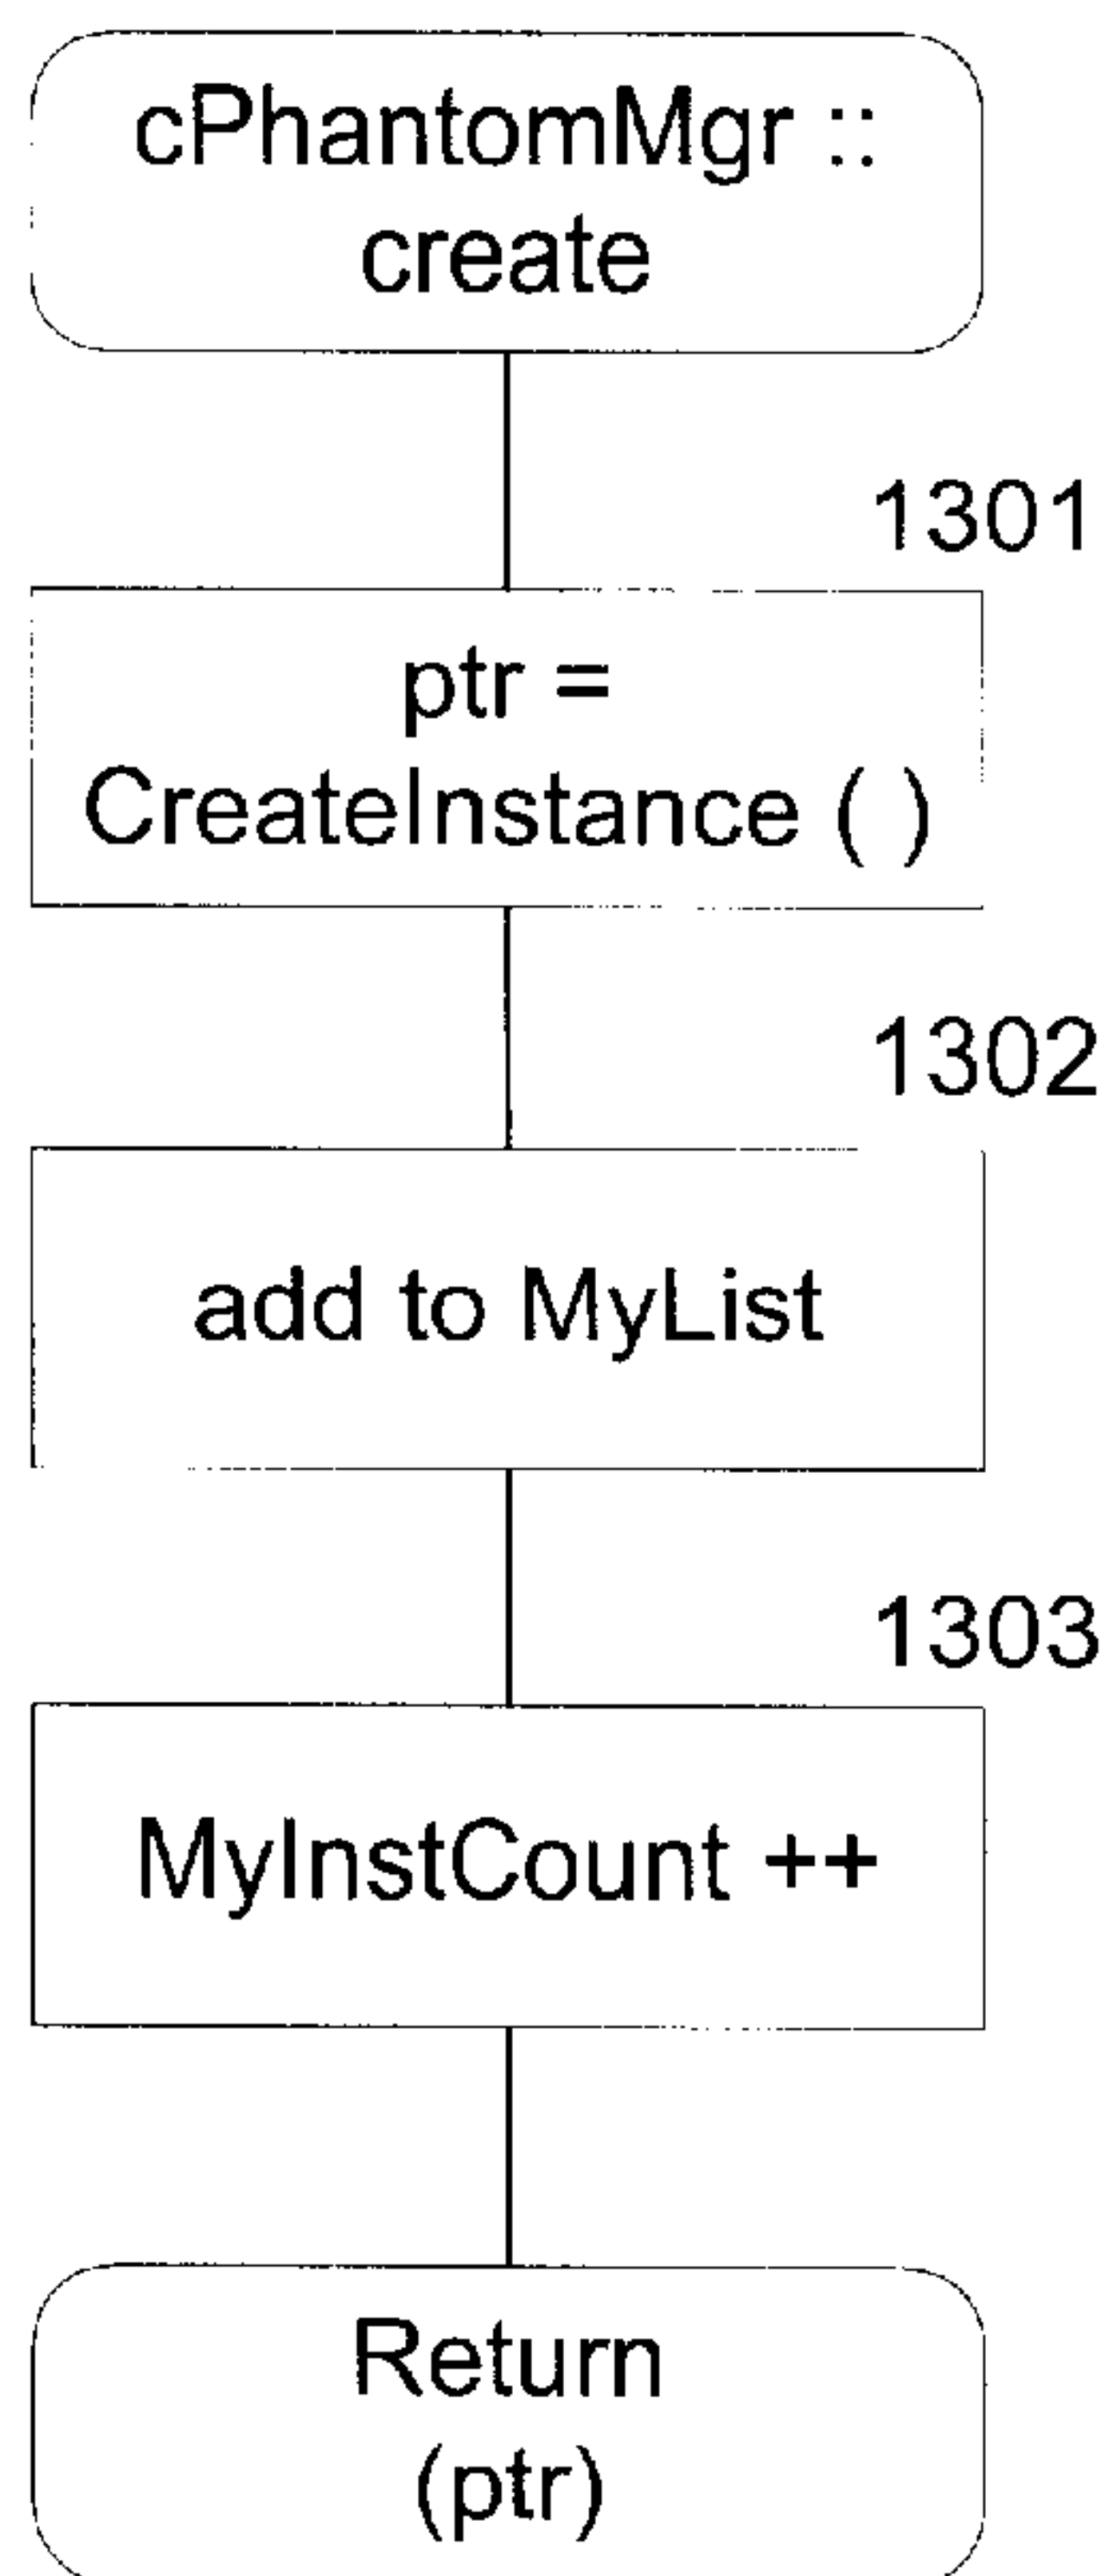 cPhantomMgr ::
create
1301
ptr =
CreateInstance ( )
1302
add to MyList
1303
MyInstCount ++
Return
(ptr)